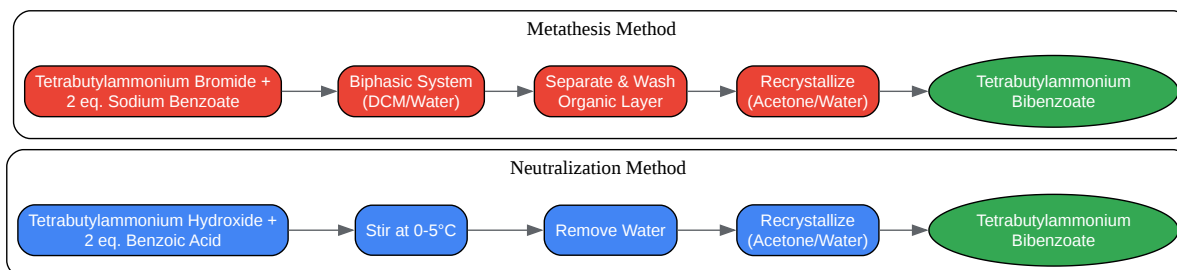 Metathesis Method
Tetrabutylammonium Bromide +
2 eq. Sodium Benzoate
Biphasic System
(DCM/Water)
Separate & Wash
Organic Layer
Recrystallize
(Acetone/Water)
Tetrabutylammonium
Bibenzoate
Neutralization Method
Tetrabutylammonium Hydroxide +
2 eq. Benzoic Acid
Stir at 0-5°C
Remove Water
Recrystallize
(Acetone/Water)
Tetrabutylammonium
Bibenzoate